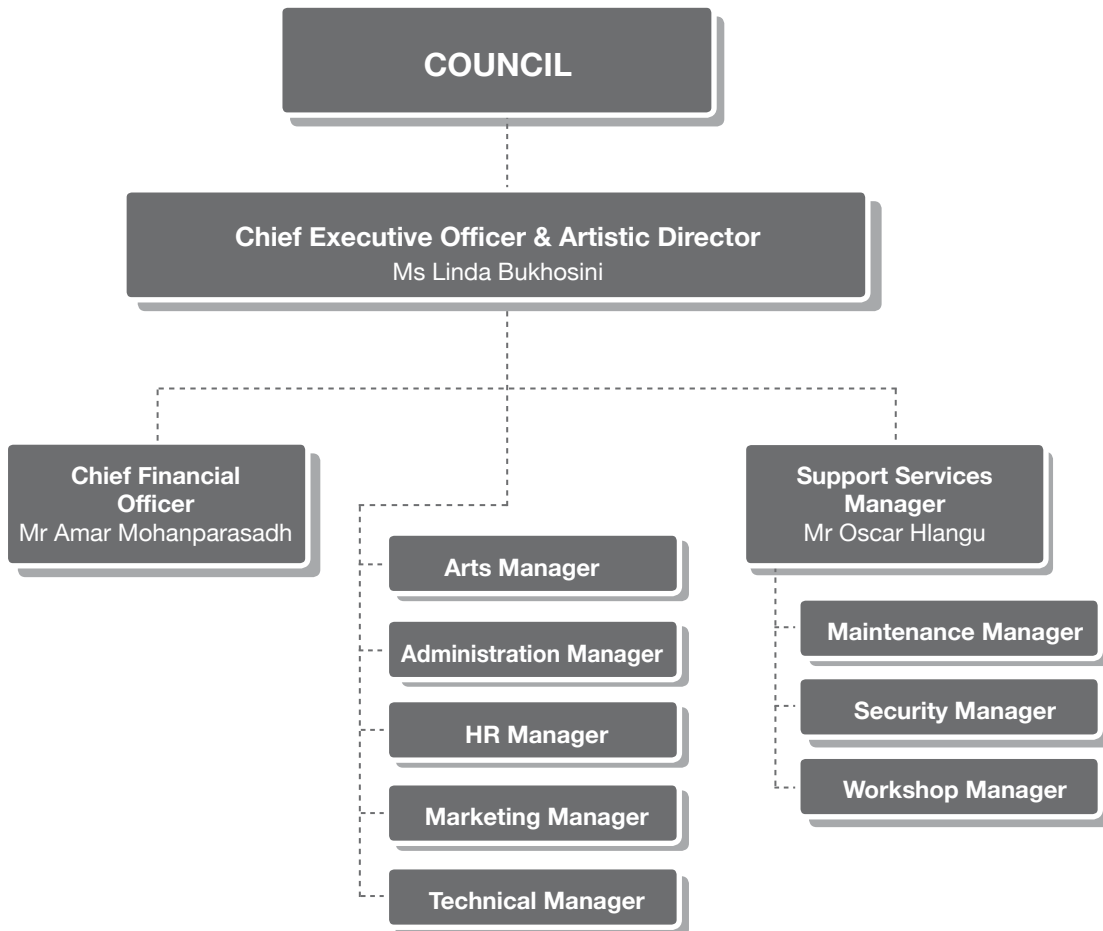 COUNCIL
Chief Executive Officer & Artistic Director
Ms Linda Bukhosini
Chief Financial
Officer
Mr Amar Mohanparasadh
Support Services
Manager
Mr Oscar Hlangu
Arts Manager
Administration Manager
HR Manager
Marketing Manager
Technical Manager
Maintenance Manager
Security Manager
Workshop Manager